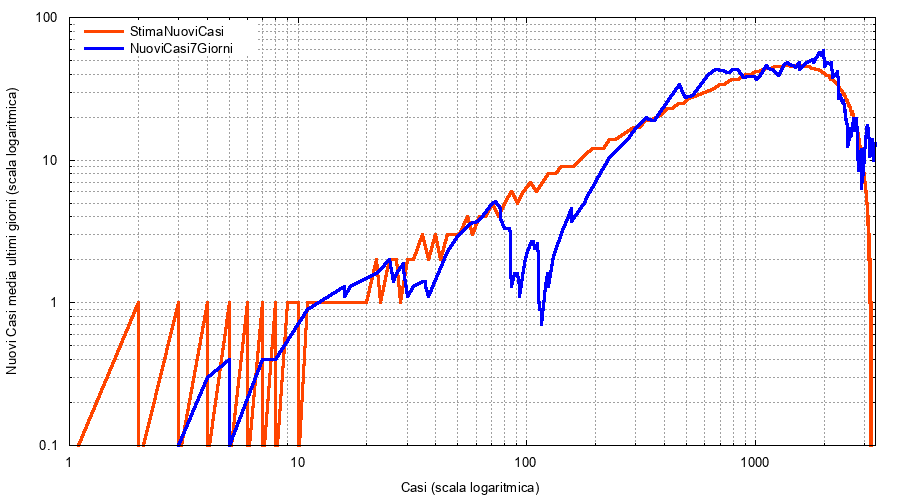 StimaNuoviCasi
NuoviCasi7Giorni
Nuovi Casi media ultimi giorni (scala logaritmica)
100
10
1
0.1
1
10
100
1000
Casi (scala logaritmica)